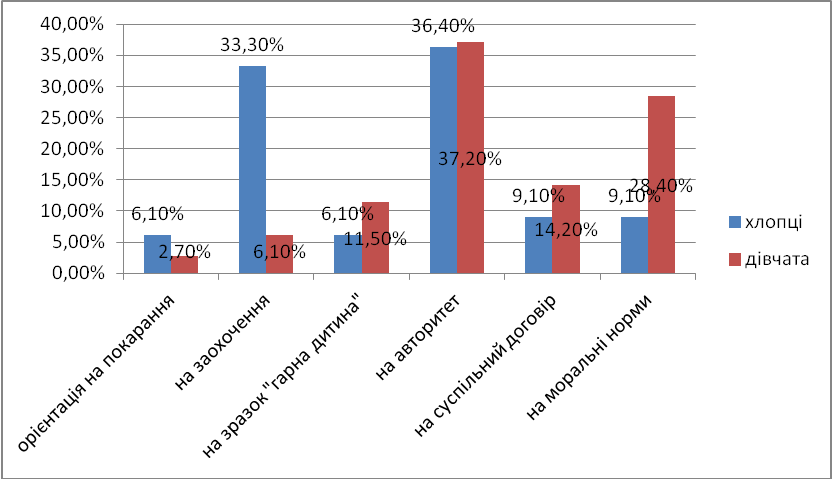 40,00%
35,00%
30,00%
25,00%
20,00%
15,00%
10,00%
5,00%
0,00%
6,10%
2,70%
33,30%
6,10%
6,10%
11,50%
36,40%
37,20%
9,10%
14,20%
9,10%
28,40%
орієнтація на покарання
на заохочення
на зразок "гарна дитина"
на авторитет
на суспільний договір
на моральні норми
хлопці
дівчата